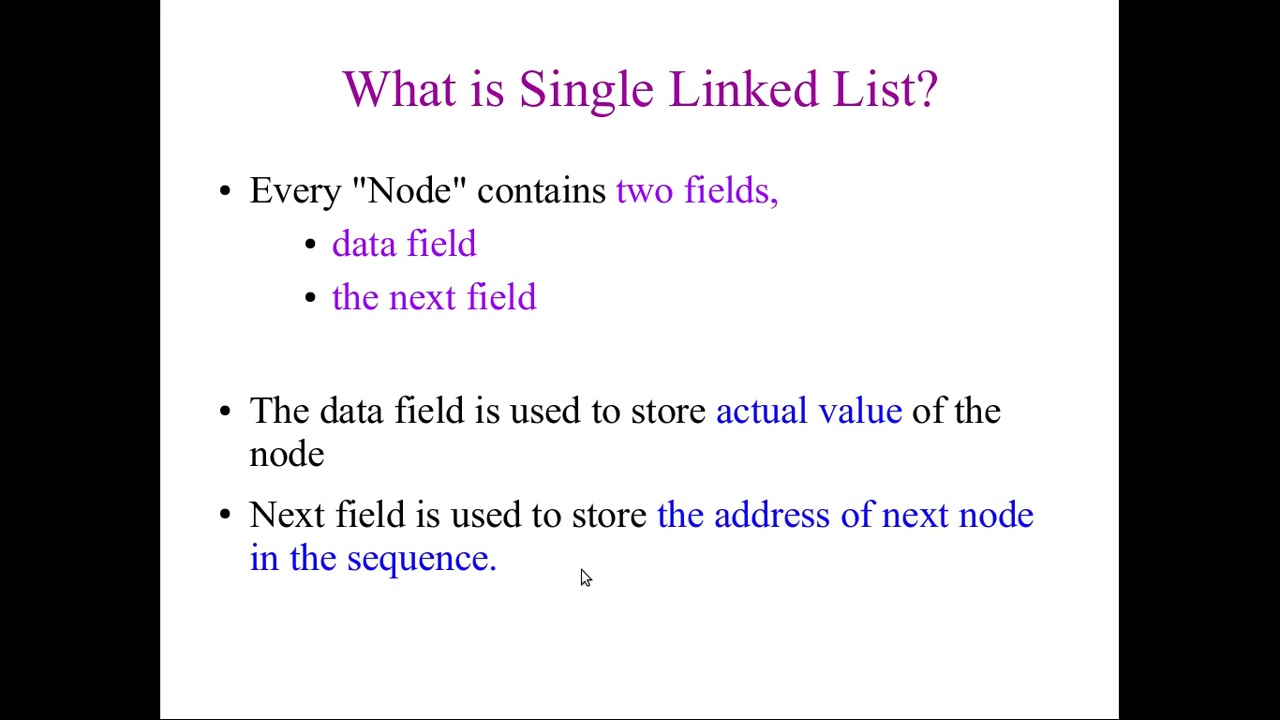 What is Single Linked List?
• Every "Node" contains two fields,
• data field
• the next field
• The data field is used to store actual value of the
node
• Next field is used to store the address of next node
in the sequence.